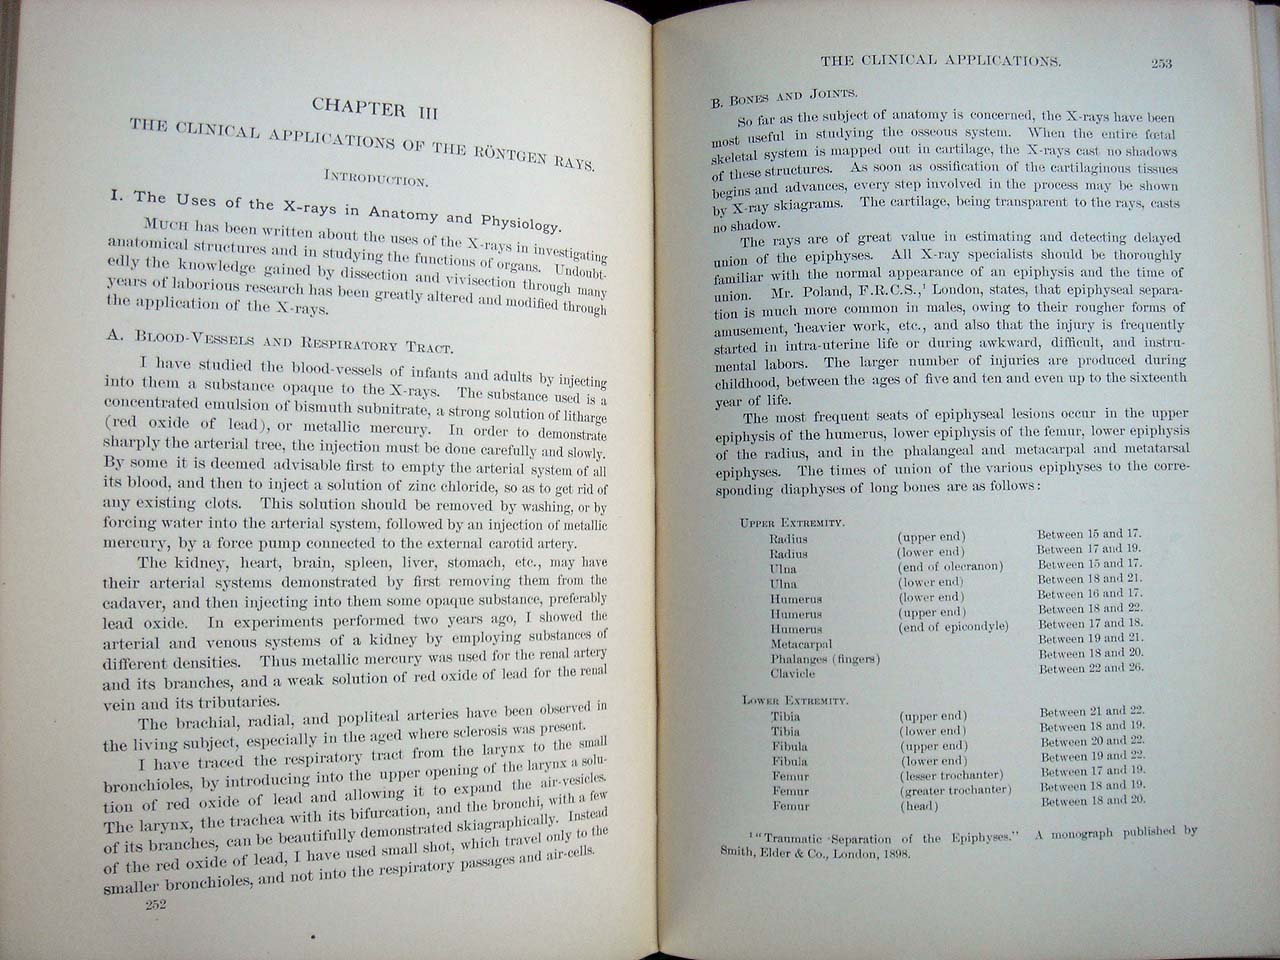 CHAPTER III
THE CLINICAL APPLICATIONS OF THE RÖNTGEN RAYS.
INTRODUCTION.
I. The Uses of the X-rays in Anatomy and Physiology.
MUCH has been written about the uses of the X-rays in investigating
anatomical structures and in studying the functions of organs. Undoubt-
edly the knowledge gained by dissection and vivisection through many
years of laborious research has been greatly altered and modified through
the application of the X-rays.
A. BLOOD-VESSELS AND RESPIRATORY TRACT.
I have studied the blood-vessels of infants and adults by injecting
into them a substance opaque to the X-rays. The substance used is a
concentrated emulsion of bismuth subnitrate, a strong solution of litharge
(red oxide of lead), or metallic mercury. In order to demonstrate
sharply the arterial tree, the injection must be done carefully and slowly.
By some it is deemed advisable first to empty the arterial system of all
its blood, and then to inject a solution of zinc chloride, so as to get rid of
any existing clots. This solution should be removed by washing, or by
forcing water into the arterial system, followed by an injection of metallic
mercury, by a force pump connected to the external carotid artery.
The kidney, heart, brain, spleen, liver, stomach, etc., may have
their arterial systems demonstrated by first removing them from the
cadaver, and then injecting into them some opaque substance, preferably
lead oxide. In experiments performed two years ago, I showed the
arterial and venous systems of a kidney by employing substances of
different densities. Thus metallic mercury was used for the renal artery
and its branches, and a weak solution of red oxide of lead for the renal
vein and its tributaries.
The brachial, radial, and popliteal arteries have been observed in
the living subject, especially in the aged where sclerosis was present.
I have traced the respiratory tract from the larynx to the small
bronchioles, by introducing into the upper opening of the larynx a solu-
tion of red oxide of lead and allowing it to expand the air-vesicles.
The larynx, the trachea with its bifurcation, and the bronchi, with a few
of its branches, can be beautifully demonstrated skiagraphically. Instead
of the red oxide of lead, I have used small shot, which travel only to the
smaller bronchioles, and not into the respiratory passages and air-cells.
252
THE CLINICAL APPLICATIONS. 253
B. BONES AND JOINTS.
So far as the subject of anatomy is concerned, the X-rays have been
most useful in studying the osseous system. When the entire fœtal
skeletal system is mapped out in cartilage, the X-rays cast no shadows
of these structures. As soon as ossification of the cartilaginous tissues
begins and advances, every step involved in the process may be shown
by X-ray skiagrams. The cartilage, being transparent to the rays, casts
no shadow.
The rays are of great value in estimating and detecting delayed
union of the epiphyses. All X-ray specialists should be thoroughly
familiar with the normal appearance of an epiphysis and the time of
union. Mr. Poland, F.R.C.S.,¹ London, states, that epiphyseal separa-
tion is much more common in males, owing to their rougher forms of
amusement, heavier work, etc., and also that the injury is frequently
started in intra-uterine life or during awkward, difficult, and instru-
mental labors. The larger number of injuries are produced during
childhood, between the ages of five and ten and even up to the sixteenth
year of life.
The most frequent seats of epiphyseal lesions occur in the upper
epiphysis of the humerus, lower epiphysis of the femur, lower epiphysis
of the radius, and in the phalangeal and metacarpal and metatarsal
epiphyses. The times of union of the various epiphyses to the corre-
sponding diaphyses of long bones are as follows:
UPPER EXTREMITY.
Radius (upper end) Between 15 and 17.
Radius (lower end) Between 17 and 19.
Ulna (end of olecranon) Between 15 and 17.
Ulna (lower end) Between 18 and 21.
Humerus (lower end) Between 16 and 17.
Humerus (upper end) Between 18 and 22.
Humerus (end of epicondyle) Between 17 and 18.
Metacarpal Between 19 and 21.
Phalanges (fingers) Between 18 and 20.
Clavicle Between 22 and 26.
LOWER EXTREMITY.
Tibia (upper end) Between 21 and 22.
Tibia (lower end) Between 18 and 19.
Fibula (upper end) Between 20 and 22.
Fibula (lower end) Between 19 and 22.
Femur (lesser trochanter) Between 17 and 19.
Femur (greater trochanter) Between 18 and 19.
Femur (head) Between 18 and 20.
¹ "Traumatic Separation of the Epiphyses." A monograph published by
Smith, Elder & Co., London, 1898.